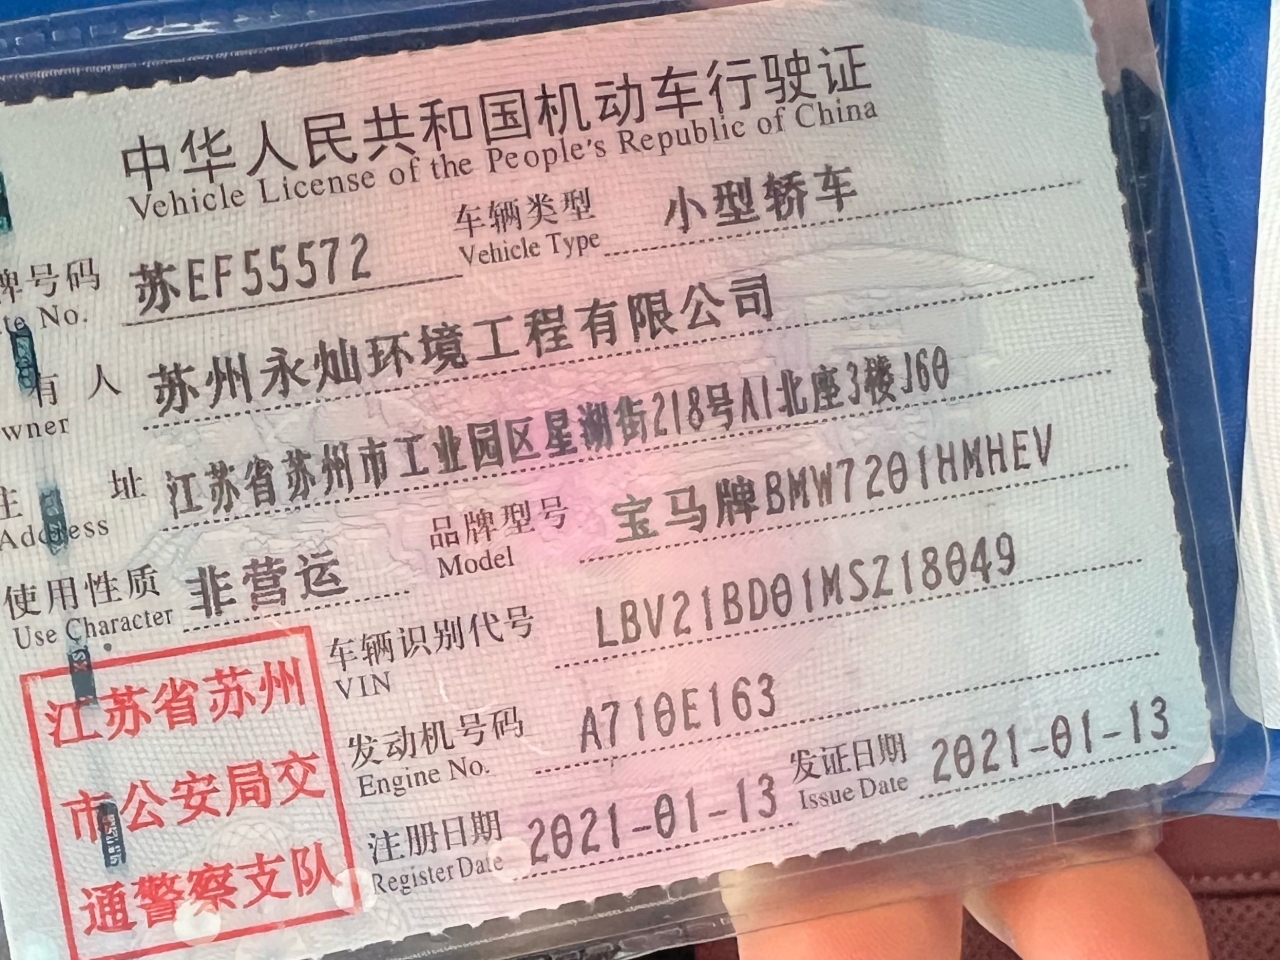 中华人民共和国机动车行驶证
Vehicle License of the People's Republic of China
牌号码 苏EF55572 车辆类型 小型轿车
te No. Vehicle Type
有 人 苏州永灿环境工程有限公司
wner
主 址 江苏省苏州市工业园区星湖街218号A1北座3楼J60
Address
使用性质 非营运 品牌型号 宝马牌BMW7201HMHEV
Use Character Model
车辆识别代号 LBV21BD01MSZ18049
VIN
发动机号码 A710E163
Engine No.
注册日期 2021-01-13 发证日期 2021-01-13
Register Date Issue Date
江苏省苏州
市公安局交
通警察支队